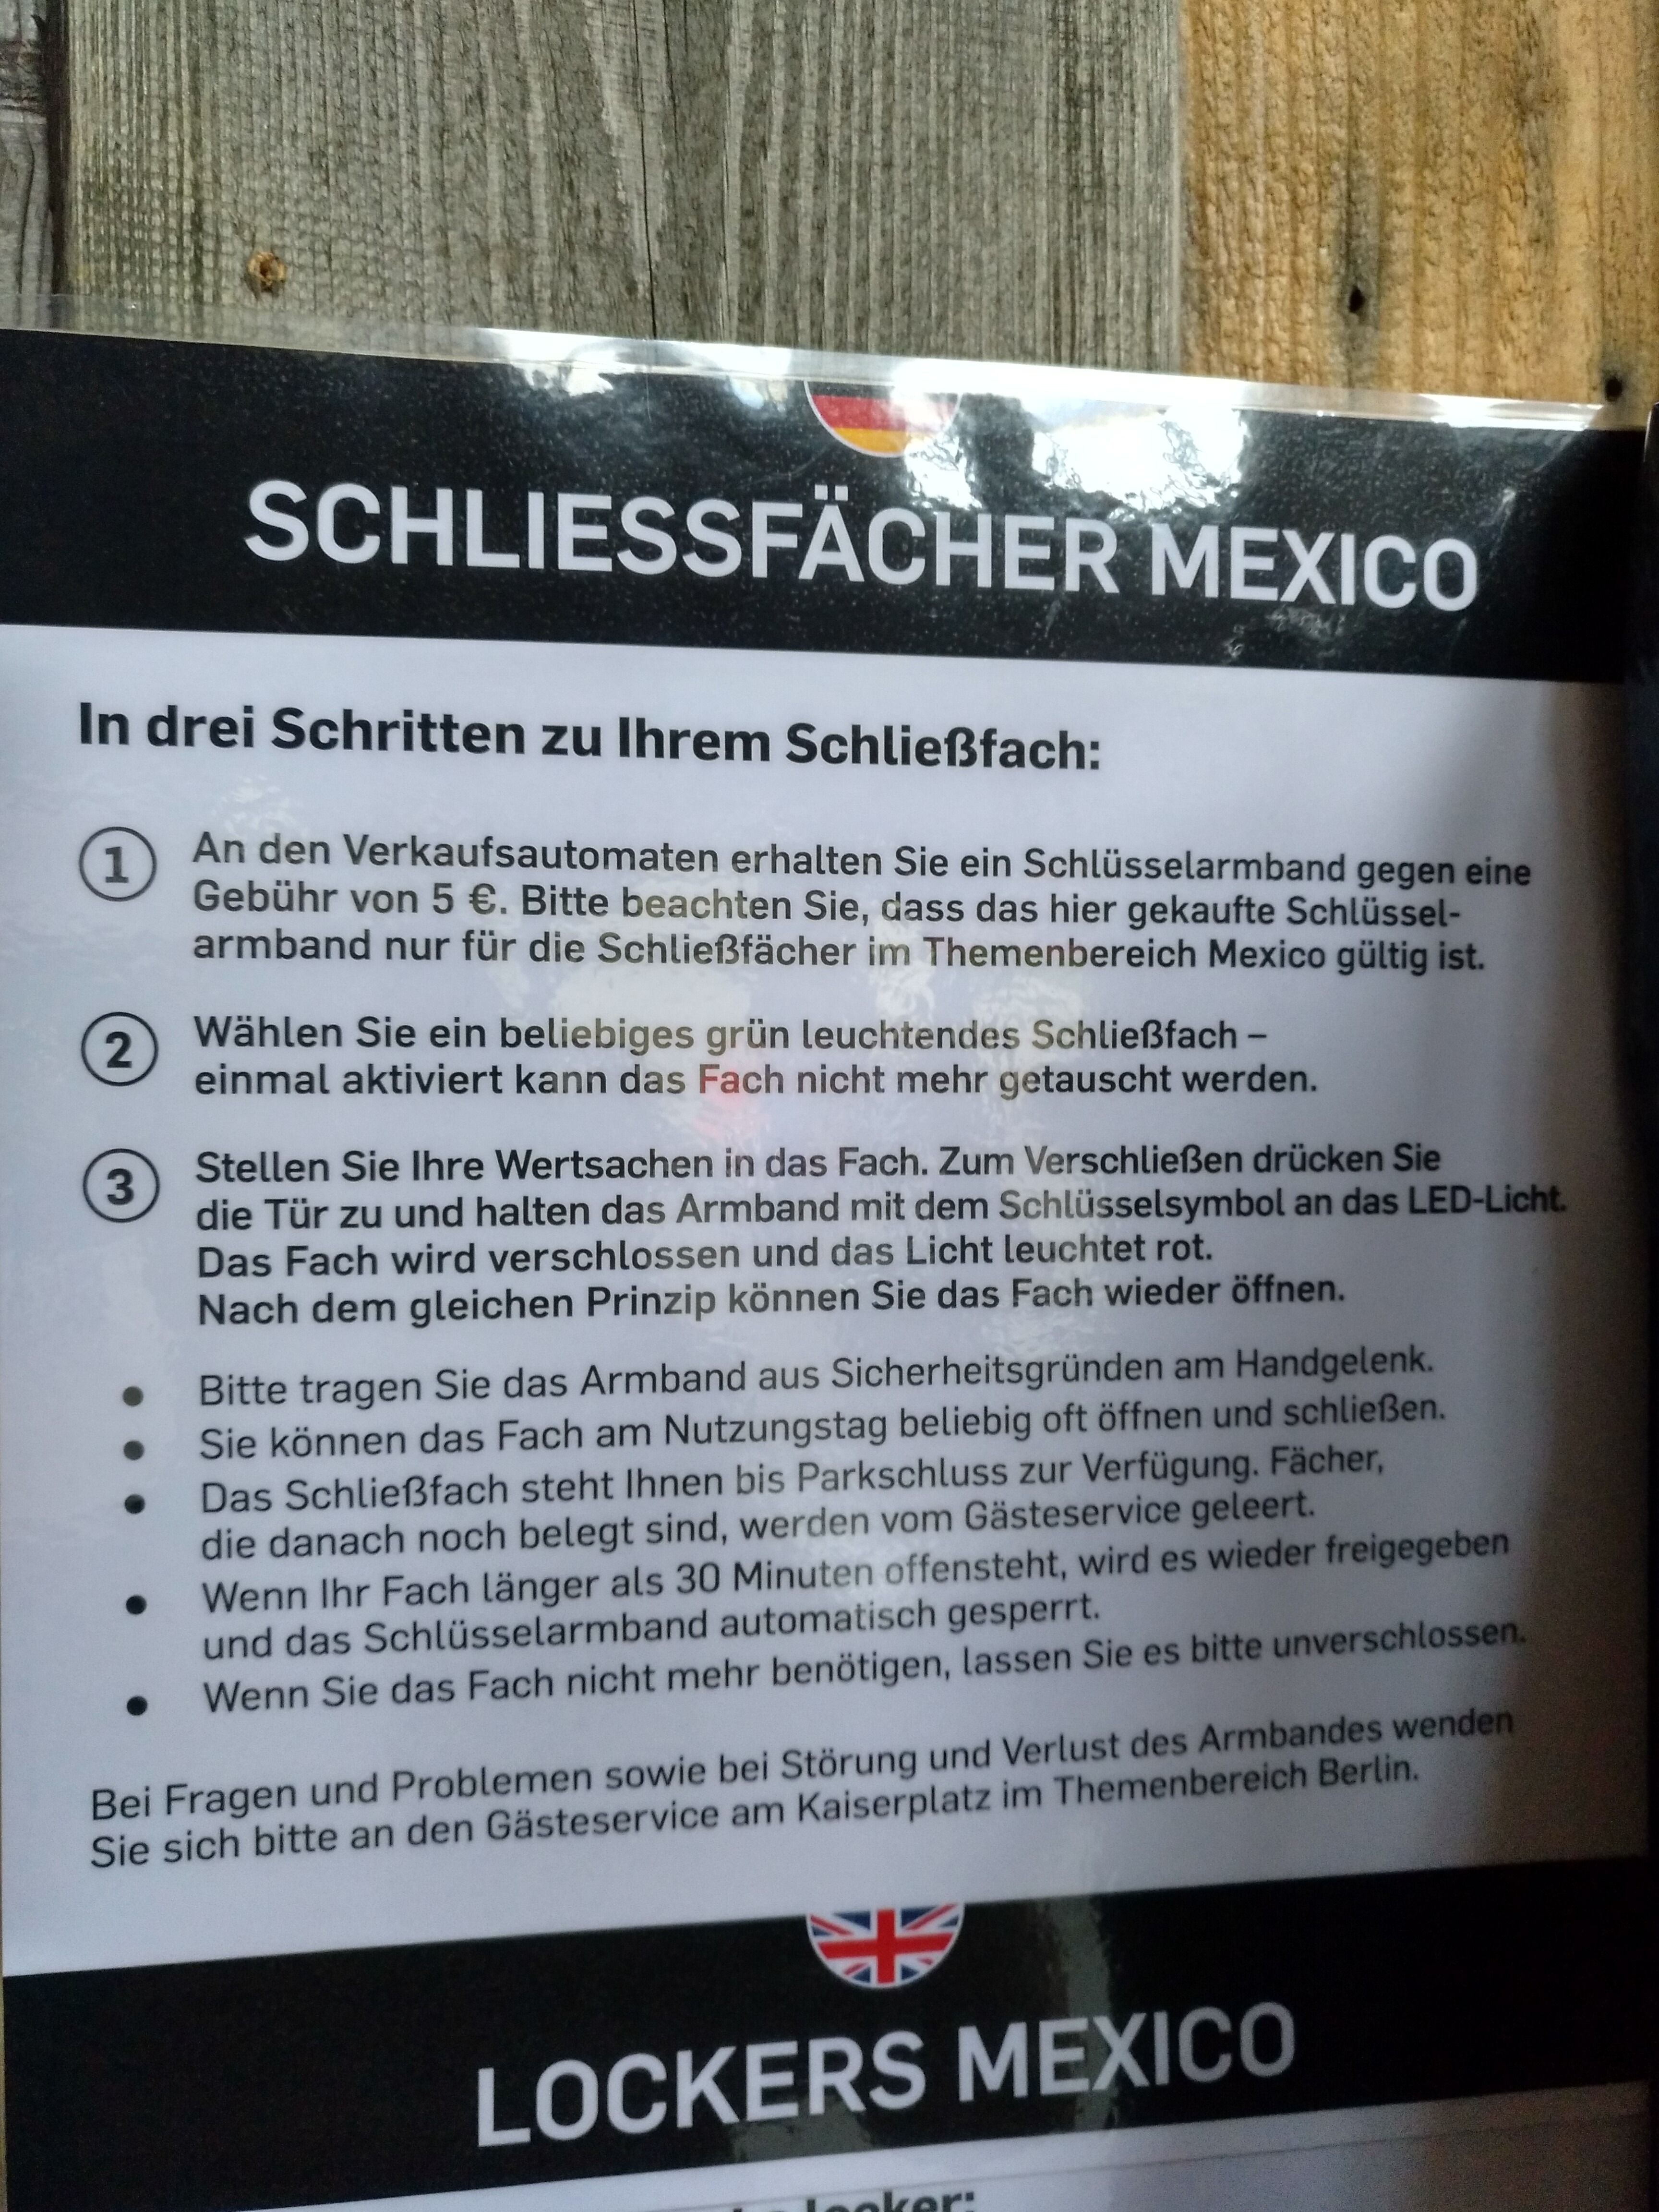 SCHLIESSFÄCHER MEXICO
In drei Schritten zu Ihrem Schließfach:
1 An den Verkaufsautomaten erhalten Sie ein Schlüsselarmband gegen eine
Gebühr von 5 €. Bitte beachten Sie, dass das hier gekaufte Schlüssel-
armband nur für die Schließfächer im Themenbereich Mexico gültig ist.
2 Wählen Sie ein beliebiges grün leuchtendes Schließfach –
einmal aktiviert kann das Fach nicht mehr getauscht werden.
3 Stellen Sie Ihre Wertsachen in das Fach. Zum Verschließen drücken Sie
die Tür zu und halten das Armband mit dem Schlüsselsymbol an das LED-Licht.
Das Fach wird verschlossen und das Licht leuchtet rot.
Nach dem gleichen Prinzip können Sie das Fach wieder öffnen.
• Bitte tragen Sie das Armband aus Sicherheitsgründen am Handgelenk.
• Sie können das Fach am Nutzungstag beliebig oft öffnen und schließen.
• Das Schließfach steht Ihnen bis Parkschluss zur Verfügung. Fächer,
die danach noch belegt sind, werden vom Gästeservice geleert.
• Wenn Ihr Fach länger als 30 Minuten offensteht, wird es wieder freigegeben
und das Schlüsselarmband automatisch gesperrt.
• Wenn Sie das Fach nicht mehr benötigen, lassen Sie es bitte unverschlossen.
Bei Fragen und Problemen sowie bei Störung und Verlust des Armbandes wenden
Sie sich bitte an den Gästeservice am Kaiserplatz im Themenbereich Berlin.
LOCKERS MEXICO
locker: